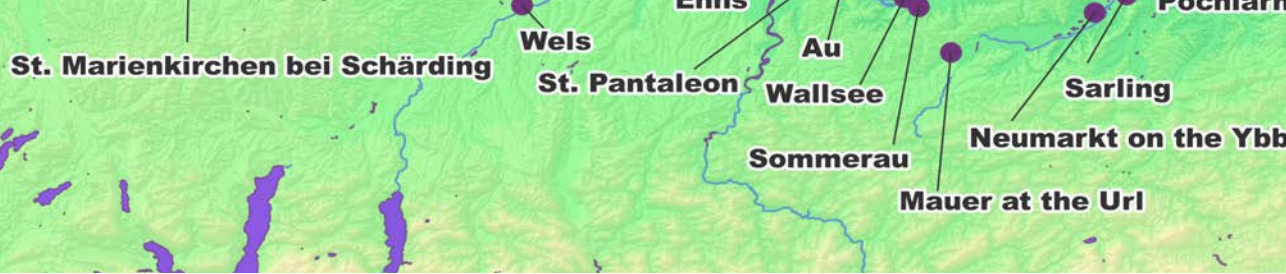 Enns
Pöchlarn
Wels
Au
St. Marienkirchen bei Schärding
St. Pantaleon
Wallsee
Sarling
Neumarkt on the Ybb
Sommerau
Mauer at the Url